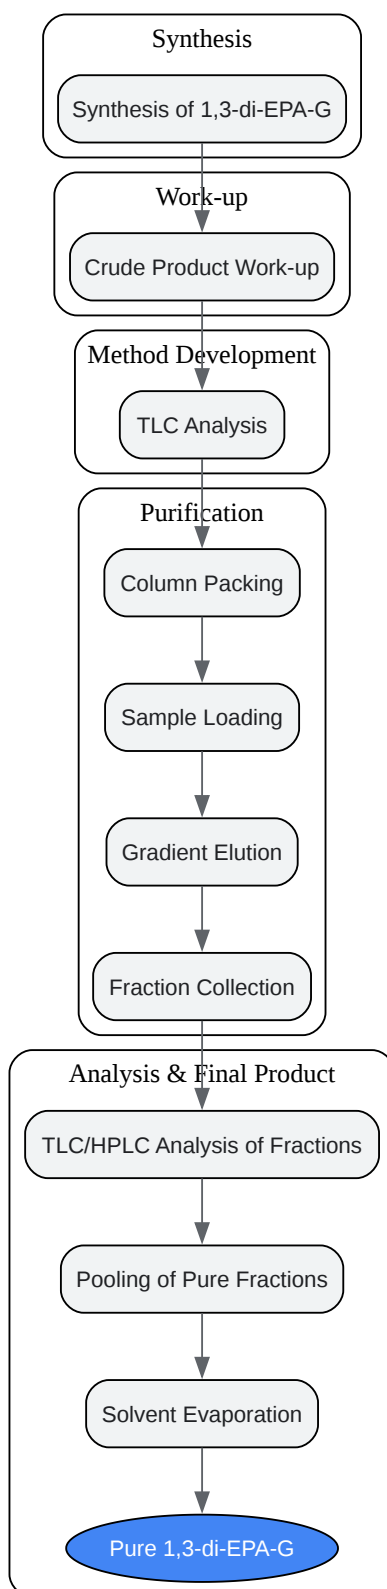 Synthesis
Synthesis of 1,3-di-EPA-G
Work-up
Crude Product Work-up
Method Development
TLC Analysis
Purification
Column Packing
Sample Loading
Gradient Elution
Fraction Collection
Analysis & Final Product
TLC/HPLC Analysis of Fractions
Pooling of Pure Fractions
Solvent Evaporation
Pure 1,3-di-EPA-G